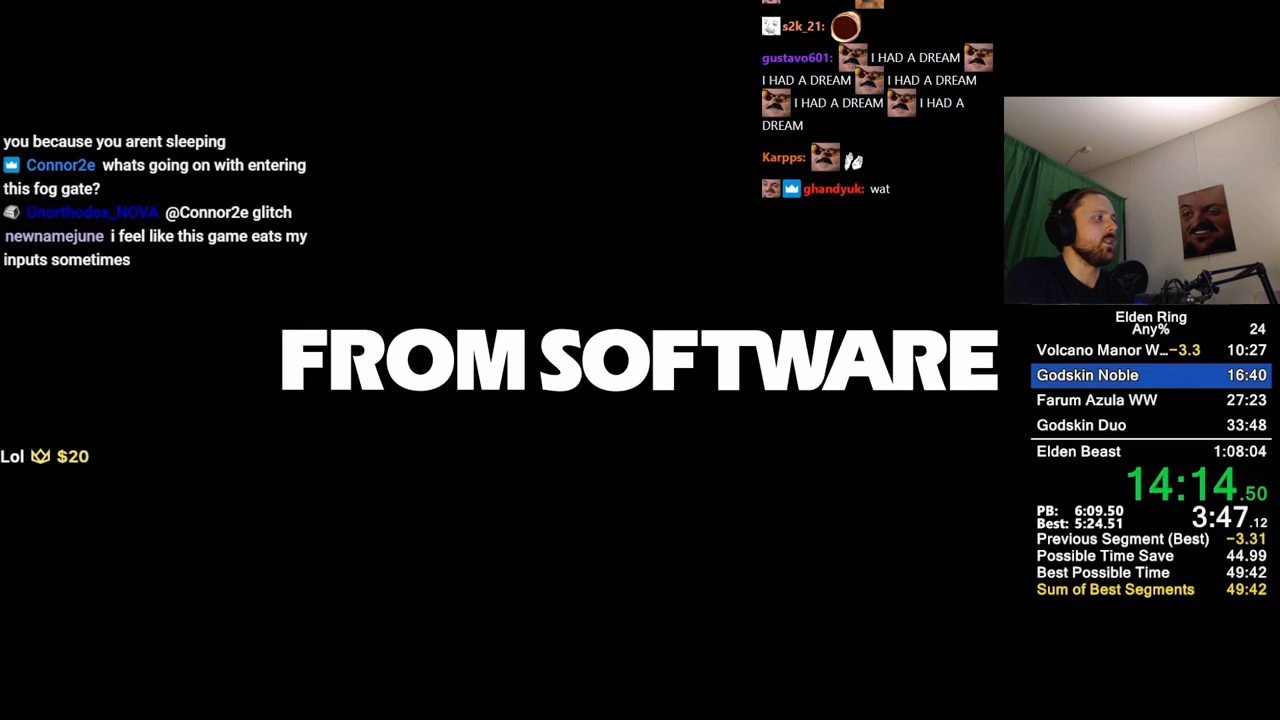 s2k_21:
gustavo601: I HAD A DREAM
I HAD A DREAM I HAD A DREAM
I HAD A DREAM I HAD A
DREAM
Karpps:
ghandyuk: wat
you because you arent sleeping
Connor2e whats going on with entering
this fog gate?
Unorthodox_NOVA @Connor2e glitch
newnamejune i feel like this game eats my
inputs sometimes
FROMSOFTWARE
Lol $20
Elden Ring
Any% 24
Volcano Manor W... -3.3 10:27
Godskin Noble 16:40
Farum Azula WW 27:23
Godskin Duo 33:48
Elden Beast 1:08:04
14:14.50
PB: 6:09.50
Best: 5:24.51 3:47.12
Previous Segment (Best) -3.31
Possible Time Save 44.99
Best Possible Time 49:42
Sum of Best Segments 49:42